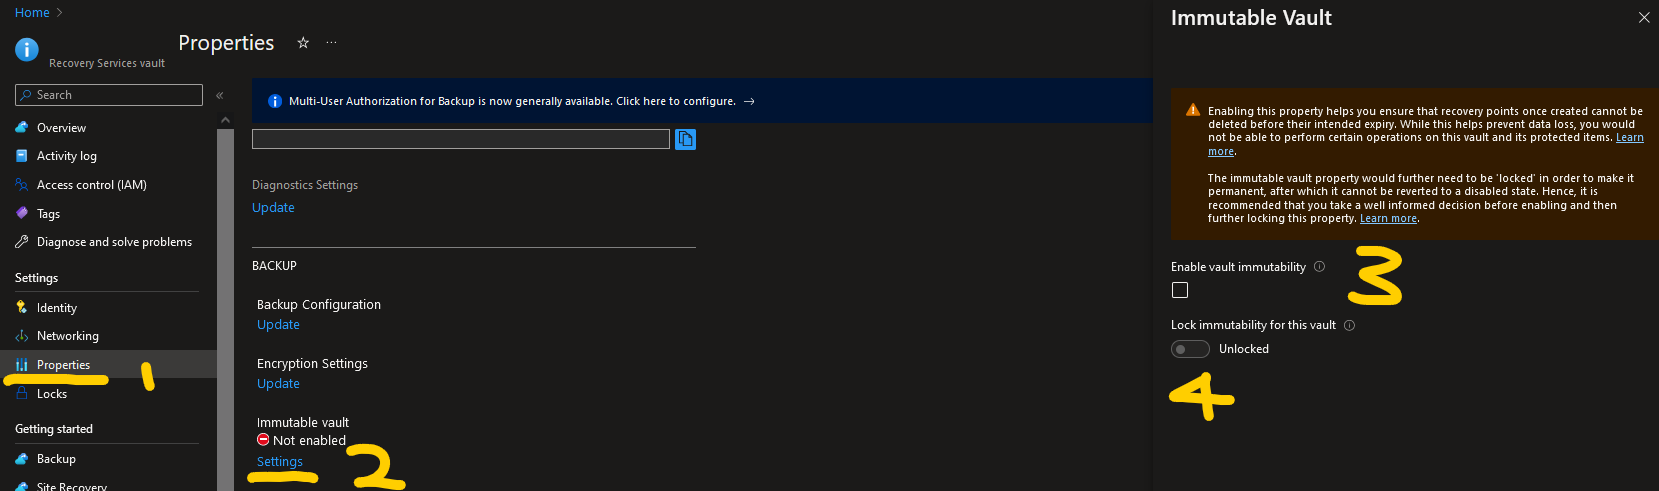 Home >
Properties ☆ ...
Recovery Services vault
Search
«
Overview
Activity log
Access control (IAM)
Tags
Diagnose and solve problems
Settings
Identity
Networking
Properties
1
Locks
Getting started
Backup
Site Recovery
Multi-User Authorization for Backup is now generally available. Click here to configure. →
Diagnostics Settings
Update
BACKUP
Backup Configuration
Update
Encryption Settings
Update
Immutable vault
Not enabled
Settings
2
Immutable Vault
Enabling this property helps you ensure that recovery points once created cannot be
deleted before their intended expiry. While this helps prevent data loss, you would
not be able to perform certain operations on this vault and its protected items. Learn
more.
The immutable vault property would further need to be 'locked' in order to make it
permanent, after which it cannot be reverted to a disabled state. Hence, it is
recommended that you take a well informed decision before enabling and then
further locking this property. Learn more.
Enable vault immutability
3
Lock immutability for this vault
Unlocked
4